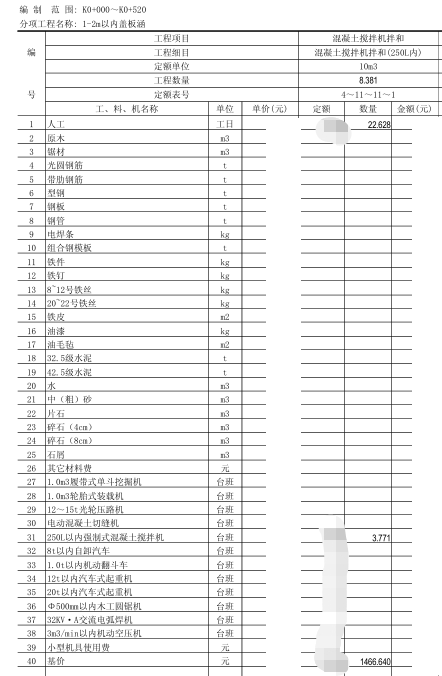 编 制 范 围: K0+000～K0+520
分项工程名称: 1-2m以内盖板涵
编
号
工程项目 混凝土搅拌机拌和
工程细目 混凝土搅拌机拌和(250L内)
定额单位 10m3
工程数量 8.381
定额表号 4～11～11～1
工、料、机名称 单位 单价(元) 定额 数量 金额(元)
1 人工 工日 22.628
2 原木 m3
3 锯材 m3
4 光圆钢筋 t
5 带肋钢筋 t
6 型钢 t
7 钢板 t
8 钢管 t
9 电焊条 kg
10 组合钢模板 t
11 铁件 kg
12 铁钉 kg
13 8~12号铁丝 kg
14 20~22号铁丝 kg
15 铁皮 m2
16 油漆 kg
17 油毛毡 m2
18 32.5级水泥 t
19 42.5级水泥 t
20 水 m3
21 中（粗）砂 m3
22 片石 m3
23 碎石（4cm） m3
24 碎石（8cm） m3
25 石屑 m3
26 其它材料费 元
27 1.0m3履带式单斗挖掘机 台班
28 1.0m3轮胎式装载机 台班
29 12～15t光轮压路机 台班
30 电动混凝土切缝机 台班
31 250L以内强制式混凝土搅拌机 台班 3.771
32 8t以内自卸汽车 台班
33 1.0t以内机动翻斗车 台班
34 12t以内汽车式起重机 台班
35 20t以内汽车式起重机 台班
36 Φ500mm以内木工圆锯机 台班
37 32KV·A交流电弧焊机 台班
38 3m3/min以内机动空压机 台班
39 小型机具使用费 元
40 基价 元 1466.640